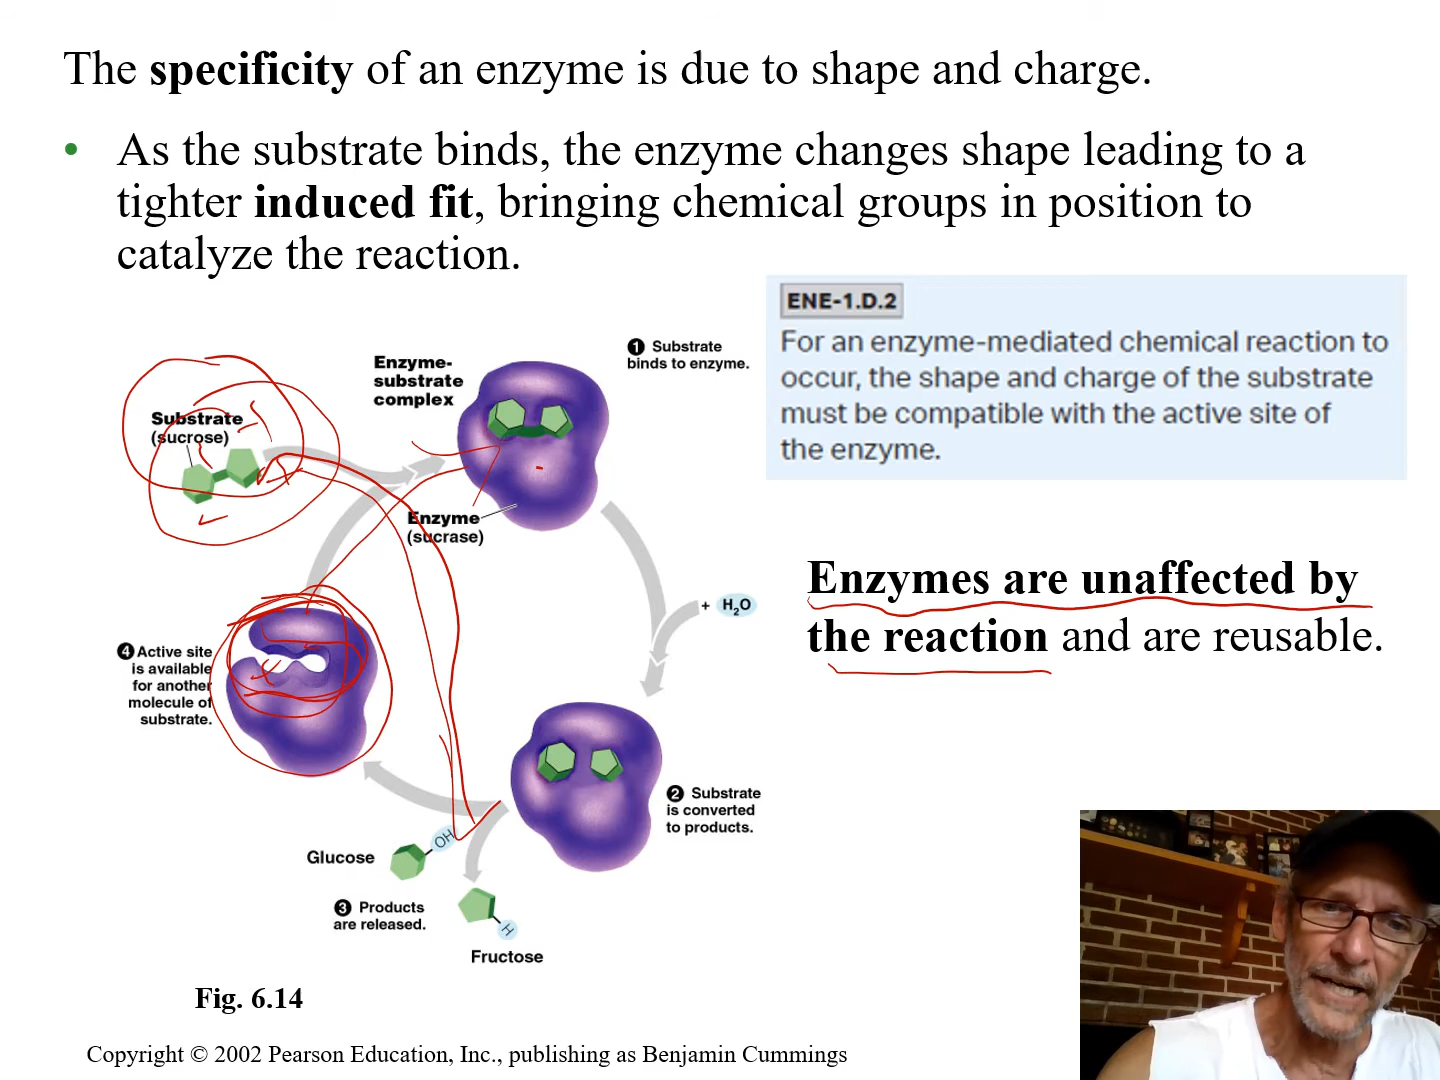 The specificity of an enzyme is due to shape and charge.
• As the substrate binds, the enzyme changes shape leading to a
tighter induced fit, bringing chemical groups in position to
catalyze the reaction.
ENE-1.D.2
For an enzyme-mediated chemical reaction to
occur, the shape and charge of the substrate
must be compatible with the active site of
the enzyme.
Enzymes are unaffected by
the reaction and are reusable.
Substrate
(sucrose)
Enzyme-
substrate
complex
1 Substrate
binds to enzyme.
Enzyme
(sucrase)
+ H₂O
2 Substrate
is converted
to products.
OH
Glucose
3 Products
are released.
H
Fructose
4 Active site
is available
for another
molecule of
substrate.
Fig. 6.14
Copyright © 2002 Pearson Education, Inc., publishing as Benjamin Cummings